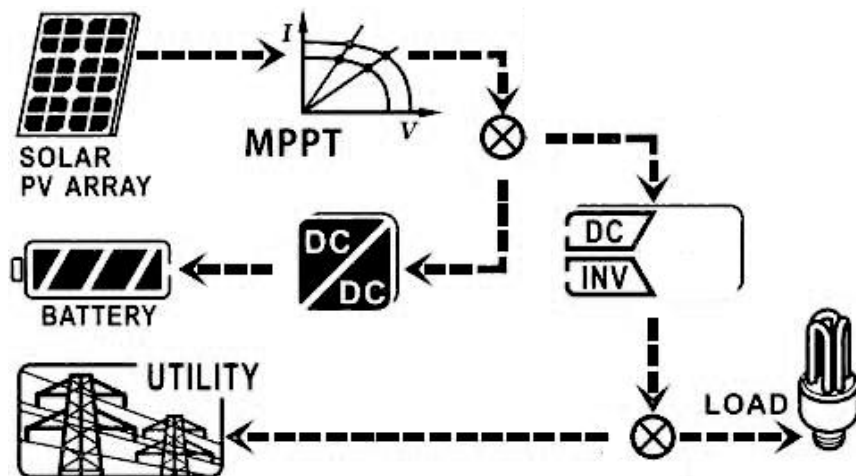 I
V
MPPT
SOLAR
PV ARRAY
DC
INV
DC
DC
BATTERY
UTILITY
LOAD